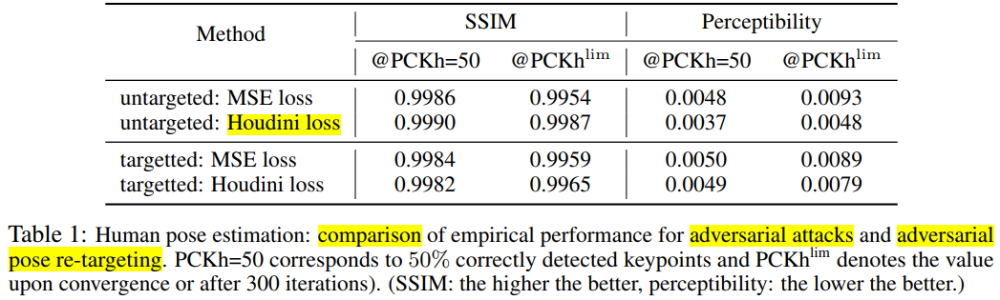 Method SSIM Perceptibility
@PCKh=50 @PCKh^lim @PCKh=50 @PCKh^lim
untargeted: MSE loss 0.9986 0.9954 0.0048 0.0093
untargeted: Houdini loss 0.9990 0.9987 0.0037 0.0048
targetted: MSE loss 0.9984 0.9959 0.0050 0.0089
targetted: Houdini loss 0.9982 0.9965 0.0049 0.0079
Table 1: Human pose estimation: comparison of empirical performance for adversarial attacks and adversarial
pose re-targeting. PCKh=50 corresponds to 50% correctly detected keypoints and PCKh^lim denotes the value
upon convergence or after 300 iterations). (SSIM: the higher the better, perceptibility: the lower the better.)